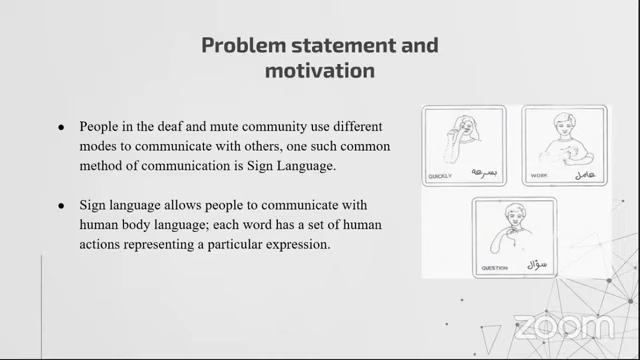 Problem statement and
motivation
● People in the deaf and mute community use different
modes to communicate with others, one such common
method of communication is Sign Language.
● Sign language allows people to communicate with
human body language; each word has a set of human
actions representing a particular expression.
QUICKLY بسرعه
WORK عامل
QUESTION سؤال
zoom